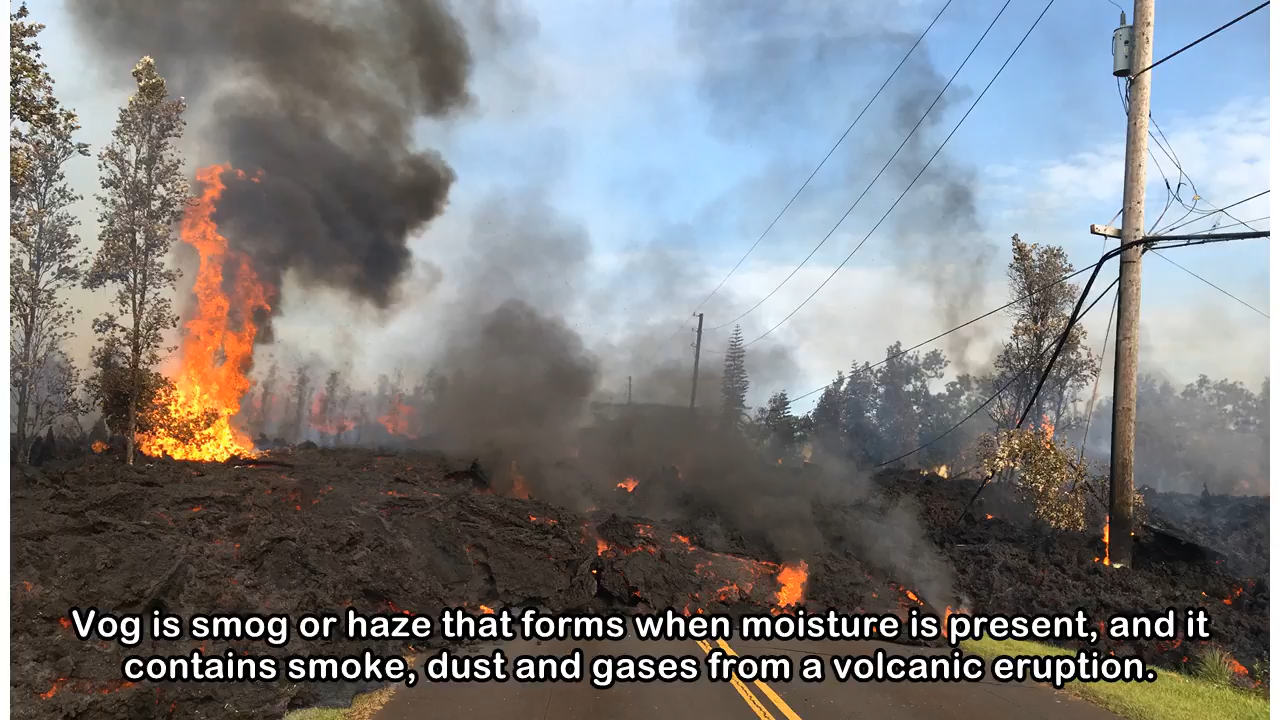 Vog is smog or haze that forms when moisture is present, and it
contains smoke, dust and gases from a volcanic eruption.